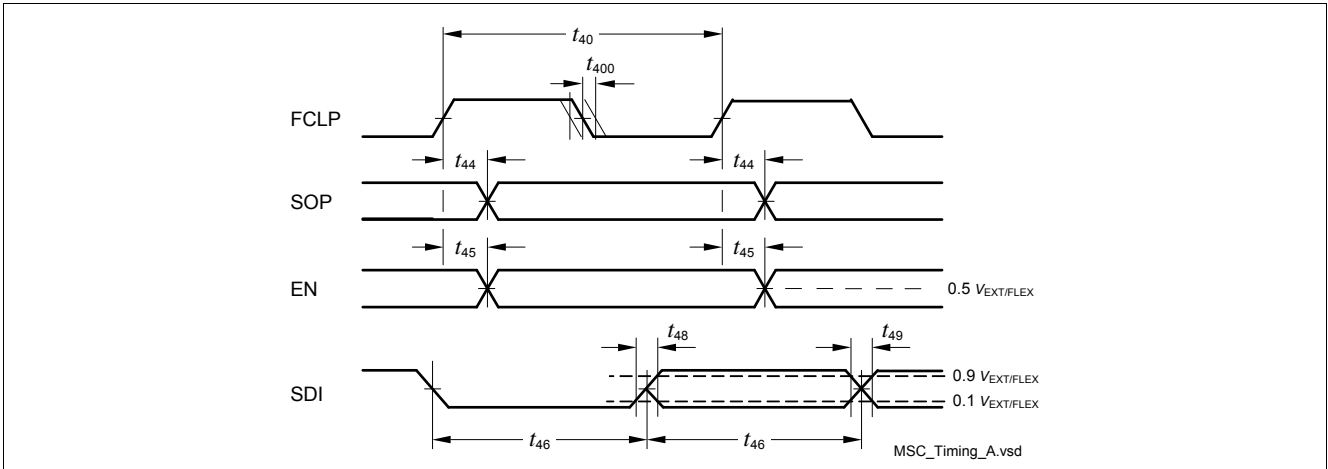 t40
t400
FCLP
t44 t44
SOP
t45 t45
EN
0.5 VEXT/FLEX
t48 t49
SDI
0.9 VEXT/FLEX
0.1 VEXT/FLEX
t46 t46
MSC_Timing_A.vsd